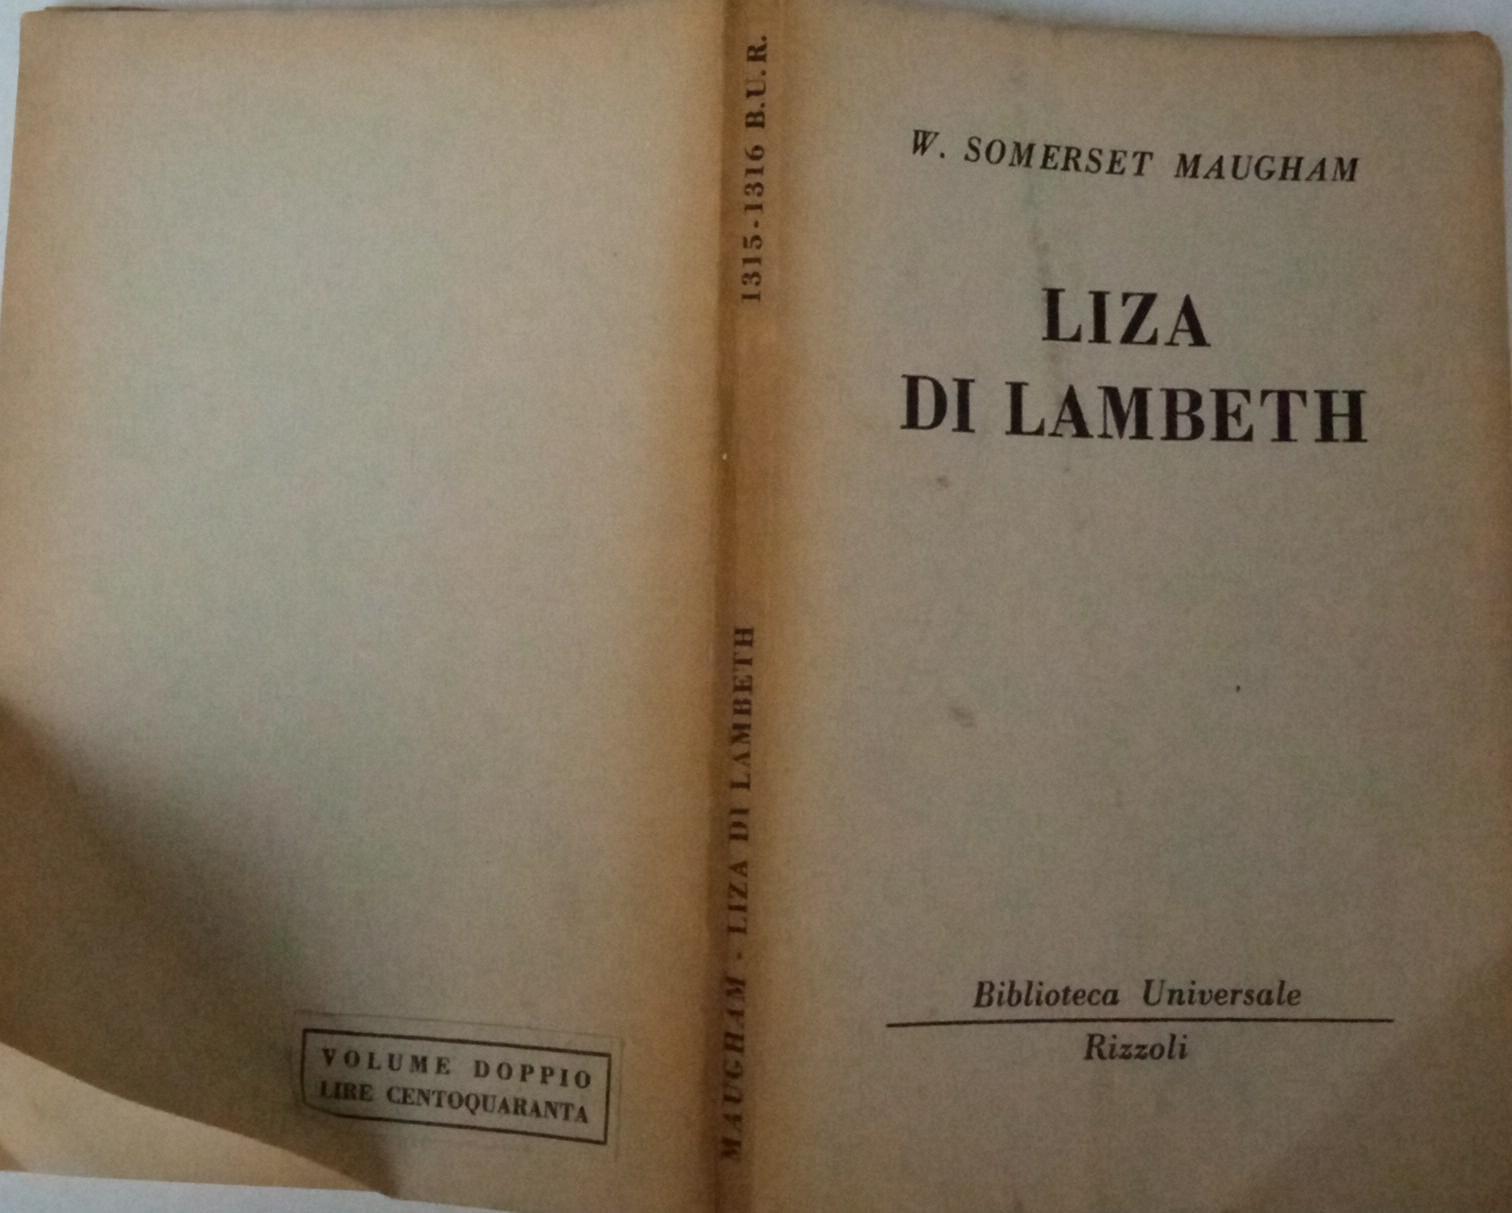 W. SOMERSET MAUGHAM
LIZA
DI LAMBETH
Biblioteca Universale
Rizzoli
MAUGHAM - LIZA DI LAMBETH
1315-1316 B.U.R.
VOLUME DOPPIO
LIRE CENTOQUARANTA